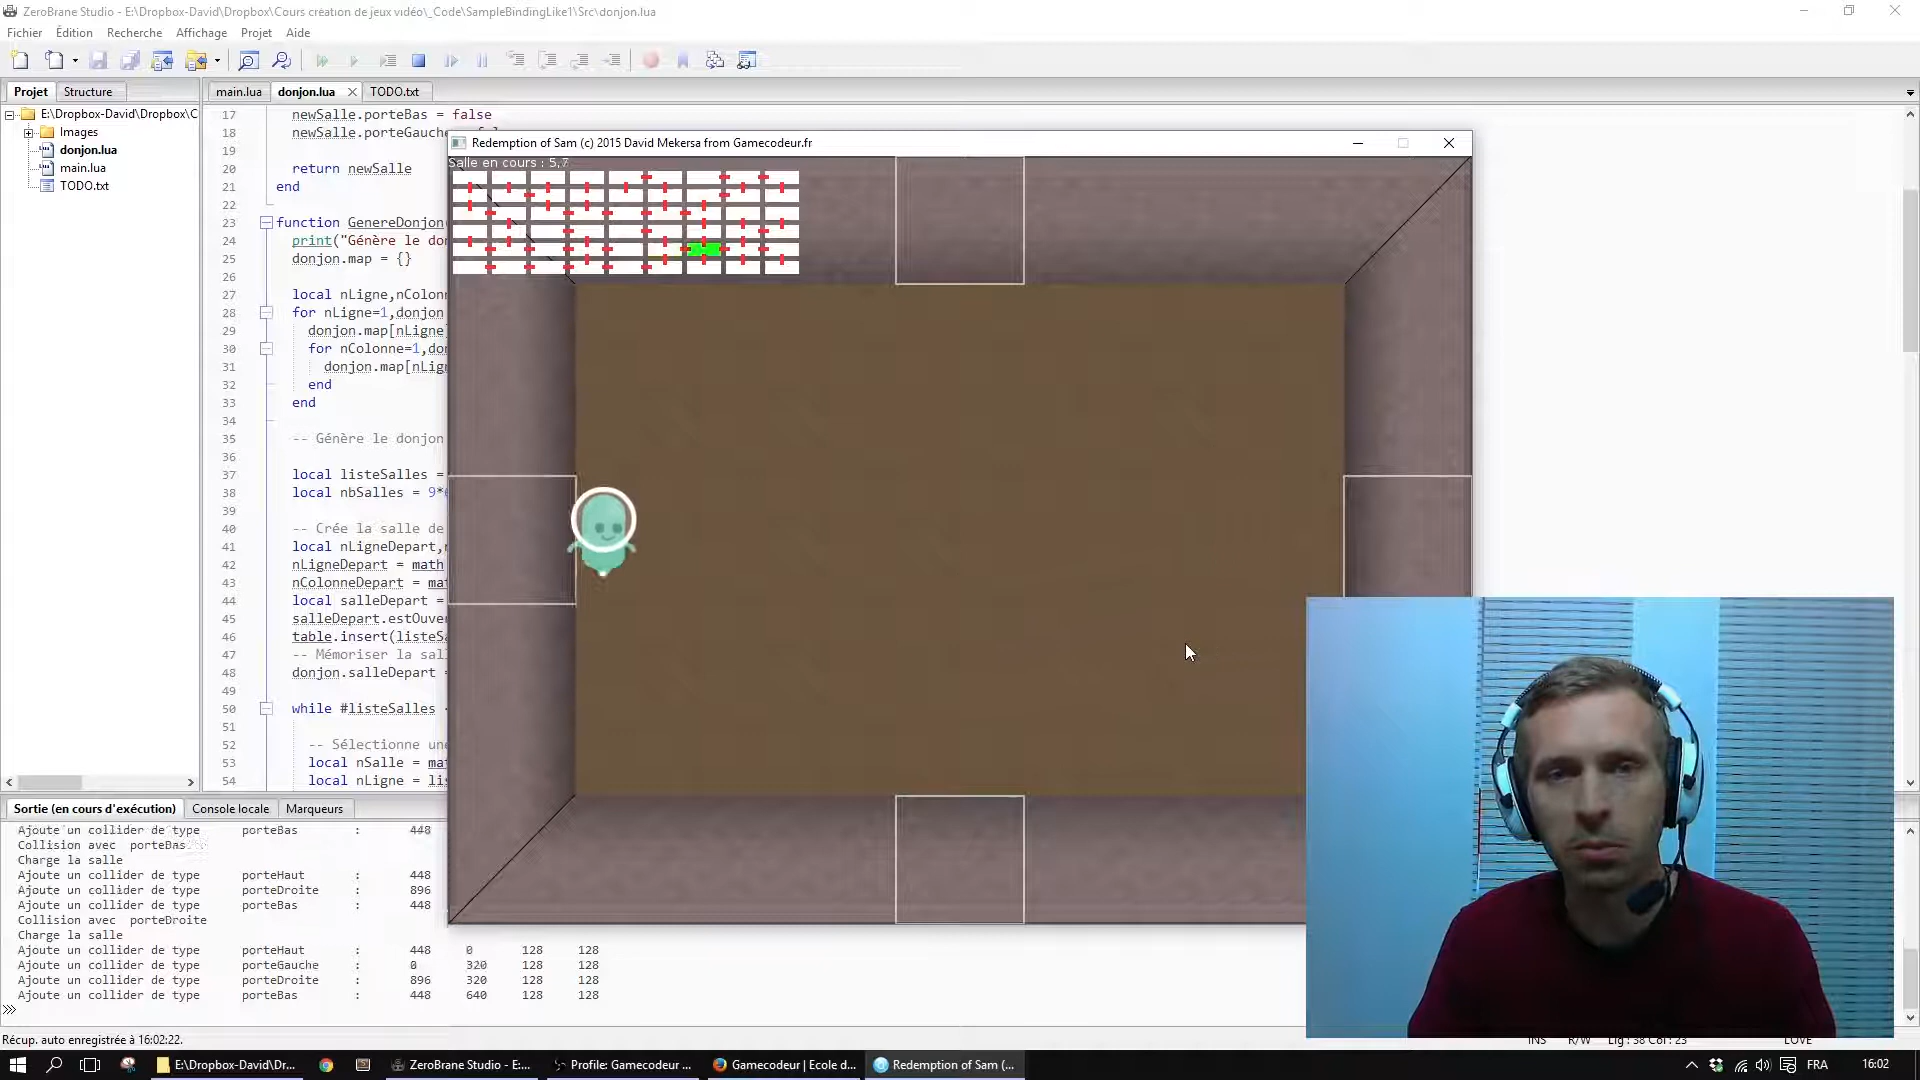 ZeroBrane Studio - E:\Dropbox-David\Dropbox\Cours création de jeux vidéo\_Code\SampleBindingLike1\Src\donjon.lua
Fichier Édition Recherche Affichage Projet Aide
Projet Structure
main.lua donjon.lua TODO.txt
E:\Dropbox-David\Dropbox\C
Images
donjon.lua
main.lua
TODO.txt
17 newSalle.porteBas = false
18 newSalle.porteGauche
19
20 return newSalle
21 end
22
23 function GenereDonjon
24 print("Génère le do
25 donjon.map = {}
26
27 local nLigne,nColon
28 for nLigne=1,donjon
29 donjon.map[nLigne
30 for nColonne=1,do
31 donjon.map[nLig
32 end
33 end
34
35 -- Génère le donjon
36
37 local listeSalles =
38 local nbSalles = 9*
39
40 -- Crée la salle de
41 local nLigneDepart,
42 nLigneDepart = math
43 nColonneDepart = ma
44 local salleDepart =
45 salleDepart.estOuve
46 table.insert(listeSa
47 -- Mémoriser la sal
48 donjon.salleDepart =
49
50 while #listeSalles
51
52 -- Sélectionne un
53 local nSalle = ma
54 local nLigne = li
Redemption of Sam (c) 2015 David Mekersa from Gamecodeur.fr
Salle en cours : 5,7
Sortie (en cours d'exécution) Console locale Marqueurs
Ajoute un collider de type porteBas : 448
Collision avec porteBas
Charge la salle
Ajoute un collider de type porteHaut : 448
Ajoute un collider de type porteDroite : 896
Ajoute un collider de type porteBas : 448
Collision avec porteDroite
Charge la salle
Ajoute un collider de type porteHaut : 448 0 128 128
Ajoute un collider de type porteGauche : 0 320 128 128
Ajoute un collider de type porteDroite : 896 320 128 128
Ajoute un collider de type porteBas : 448 640 128 128
Récup. auto enregistrée à 16:02:22.
INS R/W Lig : 38 Col : 23 LOVE
E:\Dropbox-David\Dr... ZeroBrane Studio - E:... Profile: Gamecodeur ... Gamecodeur | Ecole d... Redemption of Sam (... FRA 16:02